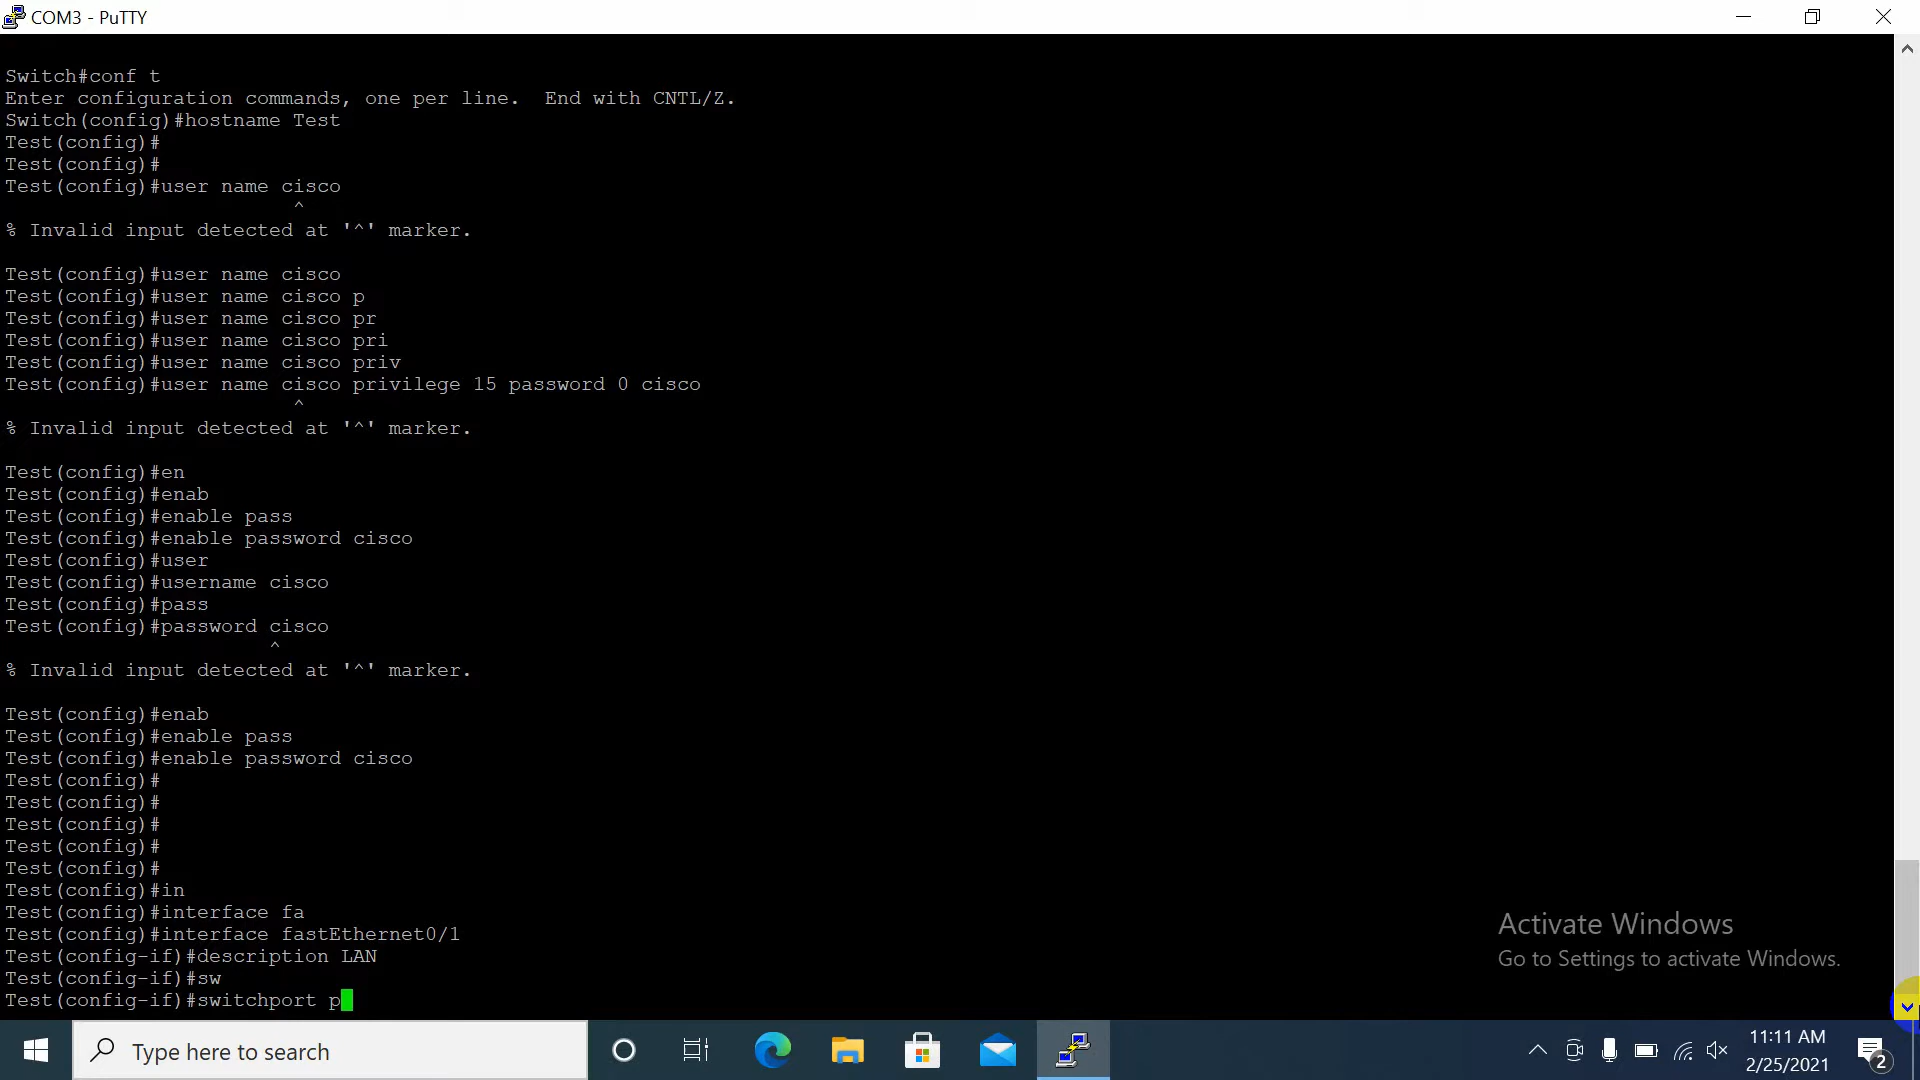 COM3 - PuTTY
Switch#conf t
Enter configuration commands, one per line.  End with CNTL/Z.
Switch(config)#hostname Test
Test(config)#
Test(config)#
Test(config)#user name cisco
^
% Invalid input detected at '^' marker.
Test(config)#user name cisco
Test(config)#user name cisco p
Test(config)#user name cisco pr
Test(config)#user name cisco pri
Test(config)#user name cisco priv
Test(config)#user name cisco privilege 15 password 0 cisco
^
% Invalid input detected at '^' marker.
Test(config)#en
Test(config)#enab
Test(config)#enable pass
Test(config)#enable password cisco
Test(config)#user
Test(config)#username cisco
Test(config)#pass
Test(config)#password cisco
^
% Invalid input detected at '^' marker.
Test(config)#enab
Test(config)#enable pass
Test(config)#enable password cisco
Test(config)#
Test(config)#
Test(config)#
Test(config)#
Test(config)#
Test(config)#in
Test(config)#interface fa
Test(config)#interface fastEthernet0/1
Test(config-if)#description LAN
Test(config-if)#sw
Test(config-if)#switchport p
Activate Windows
Go to Settings to activate Windows.
Type here to search
11:11 AM
2/25/2021
2